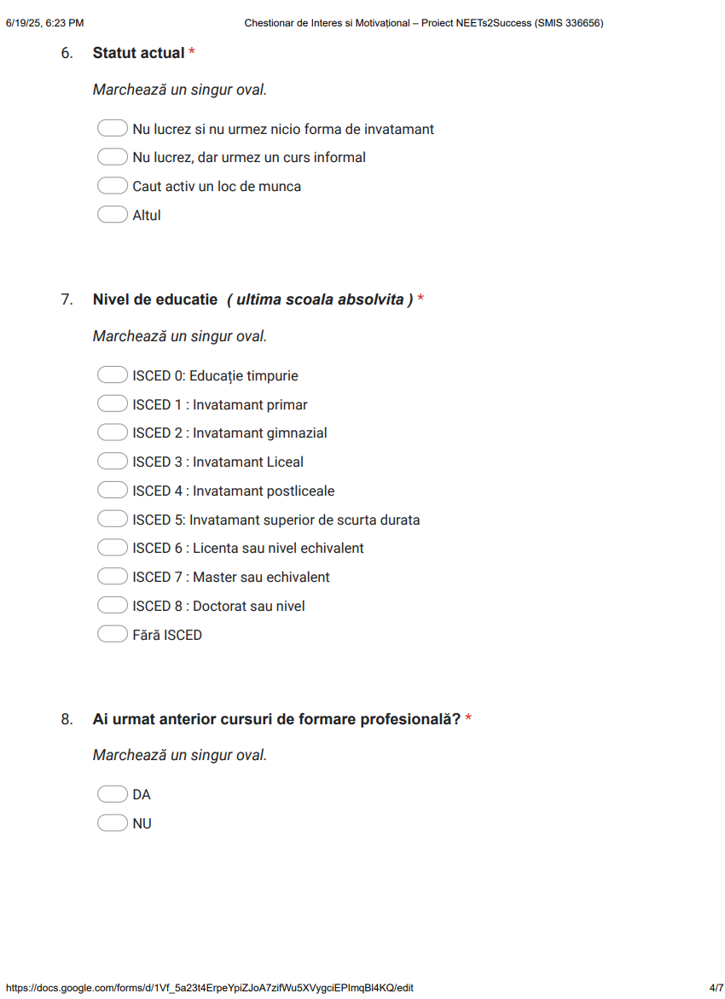 6/19/25, 6:23 PM
Chestionar de Interes si Motivațional – Proiect NEETs2Success (SMIS 336656)
6. Statut actual *
Marchează un singur oval.
Nu lucrez si nu urmez nicio forma de invatamant
Nu lucrez, dar urmez un curs informal
Caut activ un loc de munca
Altul
7. Nivel de educatie ( ultima scoala absolvita ) *
Marchează un singur oval.
ISCED 0: Educație timpurie
ISCED 1 : Invatamant primar
ISCED 2 : Invatamant gimnazial
ISCED 3 : Invatamant Liceal
ISCED 4 : Invatamant postliceale
ISCED 5: Invatamant superior de scurta durata
ISCED 6 : Licenta sau nivel echivalent
ISCED 7 : Master sau echivalent
ISCED 8 : Doctorat sau nivel
Fără ISCED
8. Ai urmat anterior cursuri de formare profesională? *
Marchează un singur oval.
DA
NU
https://docs.google.com/forms/d/1Vf_5a23t4ErpeYpiZJoA7zifWu5XVygciEPImqBl4KQ/edit
4/7